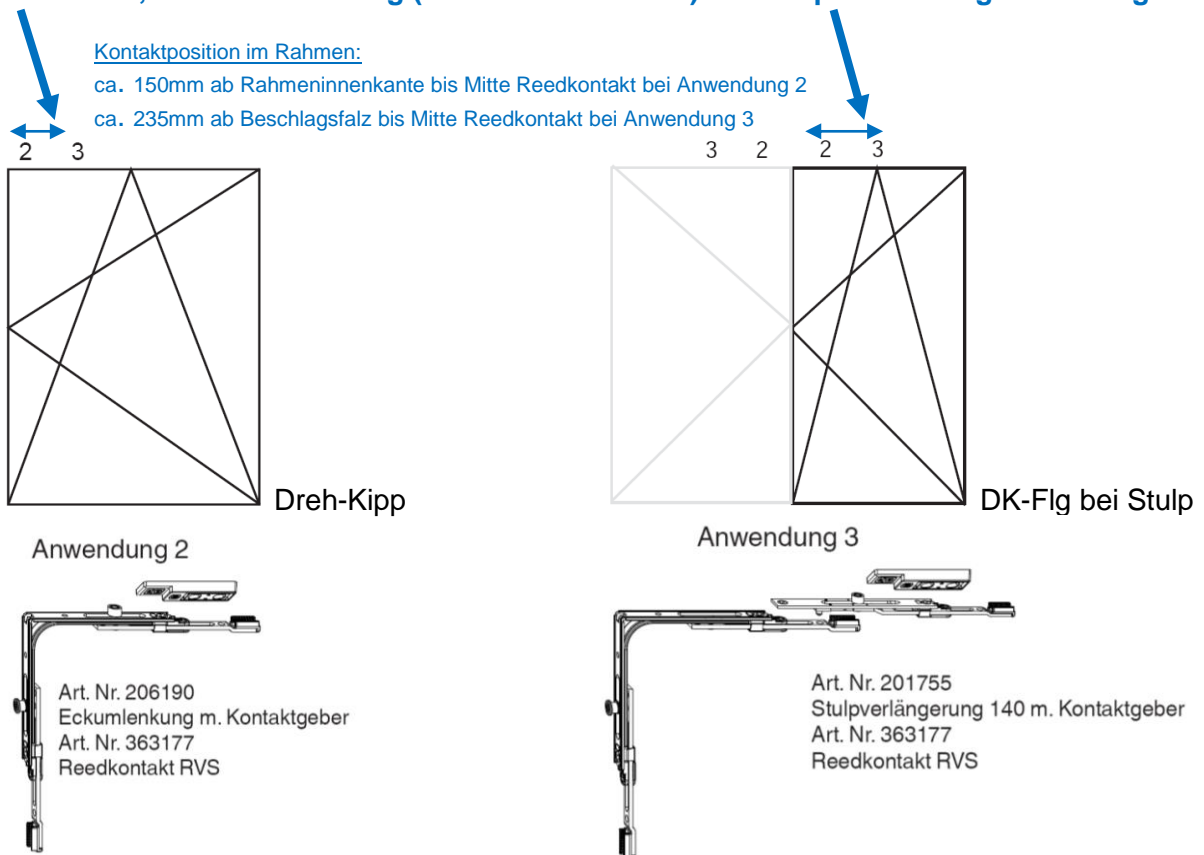 Kontaktposition im Rahmen:
ca. 150mm ab Rahmeninnenkante bis Mitte Reedkontakt bei Anwendung 2
ca. 235mm ab Beschlagsfalz bis Mitte Reedkontakt bei Anwendung 3
2 3
3 2 2 3
Dreh-Kipp
DK-Flg bei Stulp
Anwendung 2
Anwendung 3
Art. Nr. 206190
Eckumlenkung m. Kontaktgeber
Art. Nr. 363177
Reedkontakt RVS
Art. Nr. 201755
Stulpverlängerung 140 m. Kontaktgeber
Art. Nr. 363177
Reedkontakt RVS